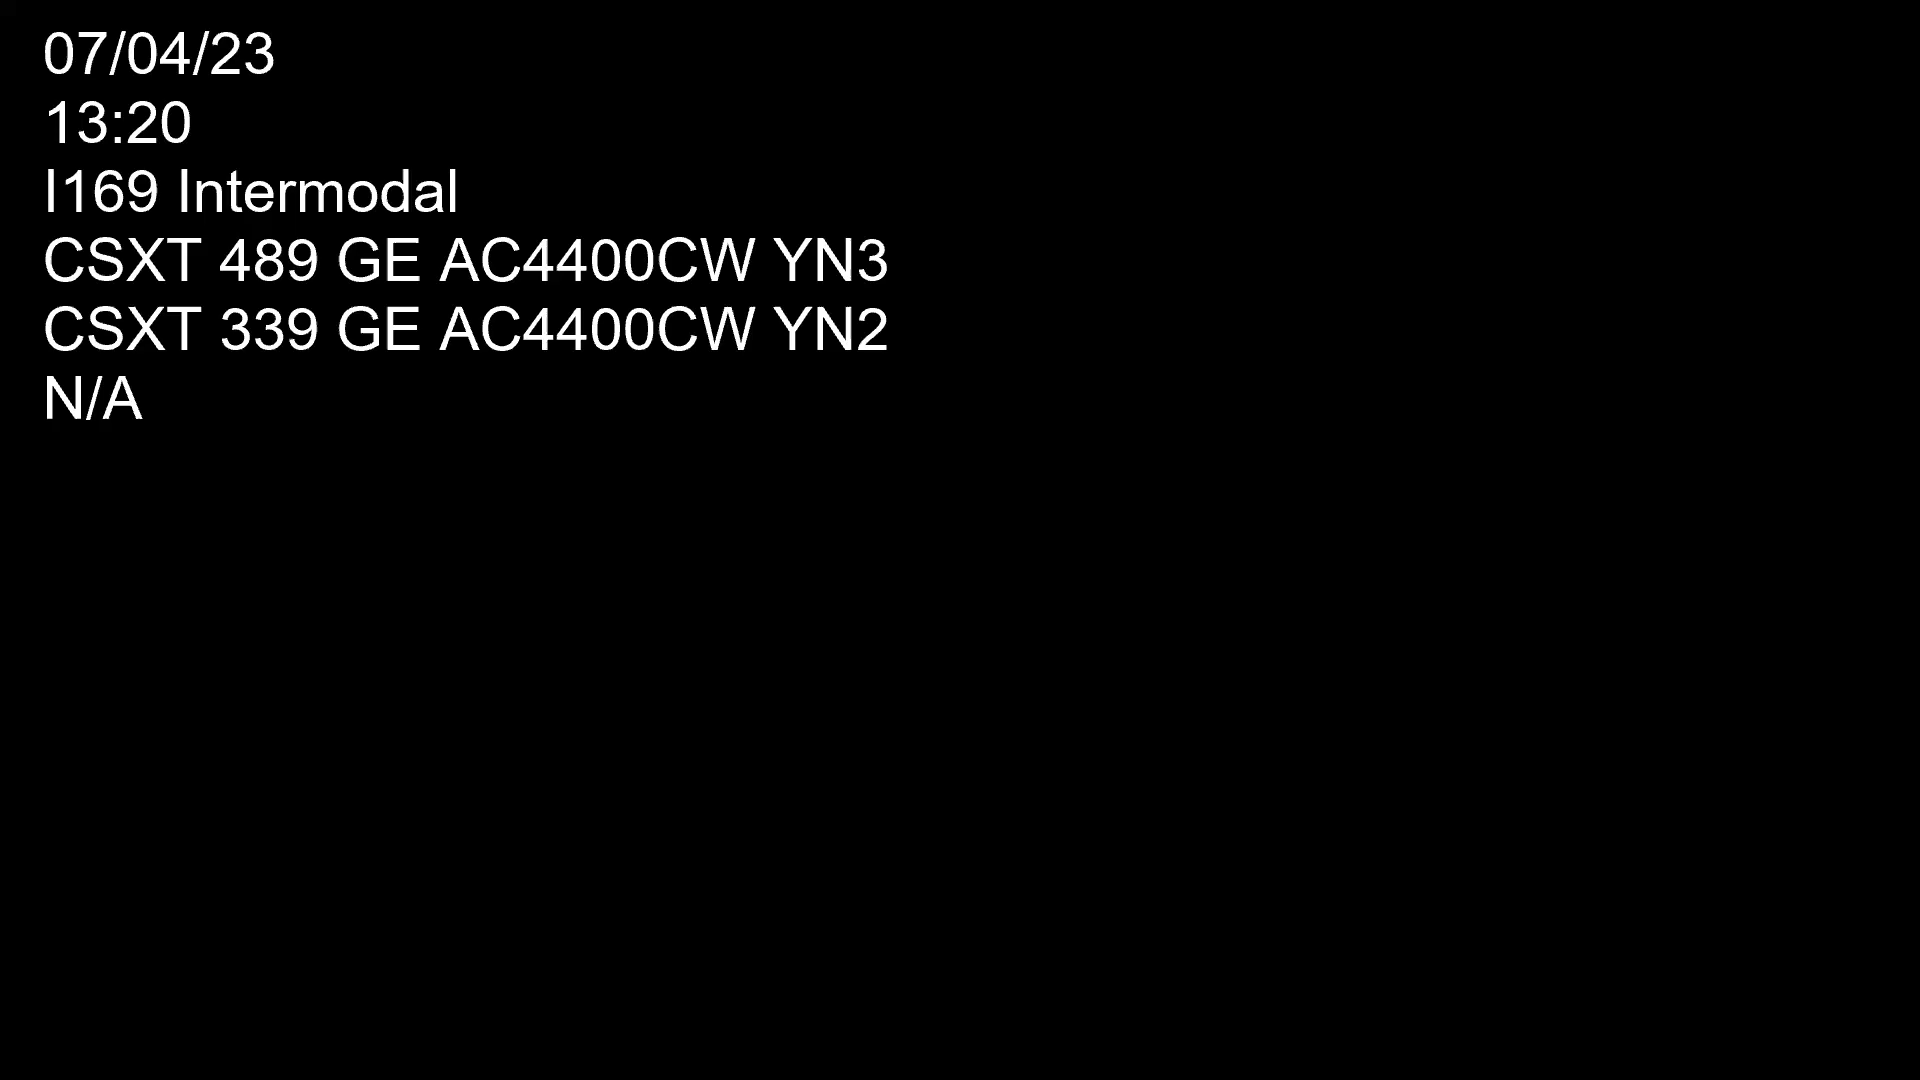 07/04/23
13:20
I169 Intermodal
CSXT 489 GE AC4400CW YN3
CSXT 339 GE AC4400CW YN2
N/A